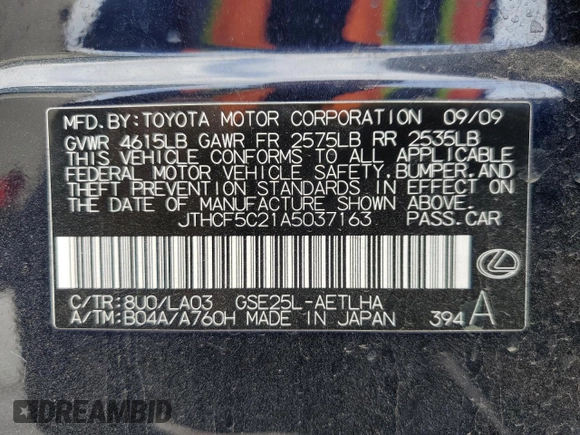 MFD.BY:TOYOTA MOTOR CORPORATION 09/09
GVWR 4615LB GAWR FR 2575LB RR 2535LB
THIS VEHICLE CONFORMS TO ALL APPLICABLE
FEDERAL MOTOR VEHICLE SAFETY,BUMPER,AND
THEFT PREVENTION STANDARDS IN EFFECT ON
THE DATE OF MANUFACTURE SHOWN ABOVE.
JTHCF5C21A5037163 PASS.CAR
C/TR:8U0/LA03 GSE25L-AETLHA
A/TM:B04A/A760H MADE IN JAPAN 394 A
DREAMBID